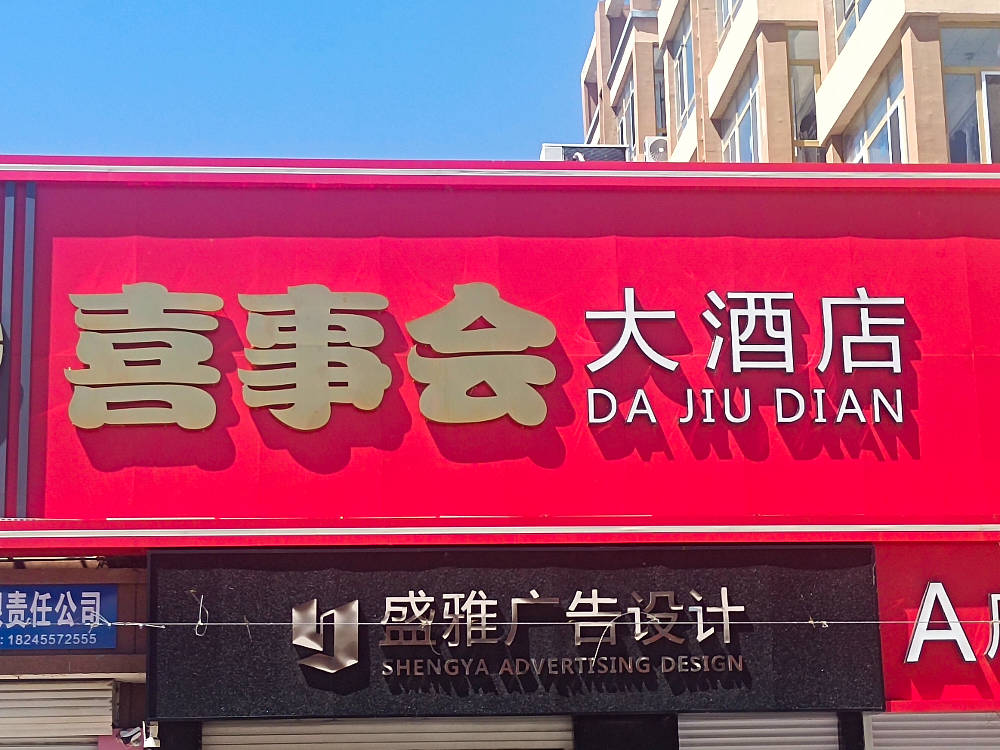 喜事会 大酒店
DA JIU DIAN
责任公司
: 18245572555
盛雅广告设计
SHENGYA ADVERTISING DESIGN
A